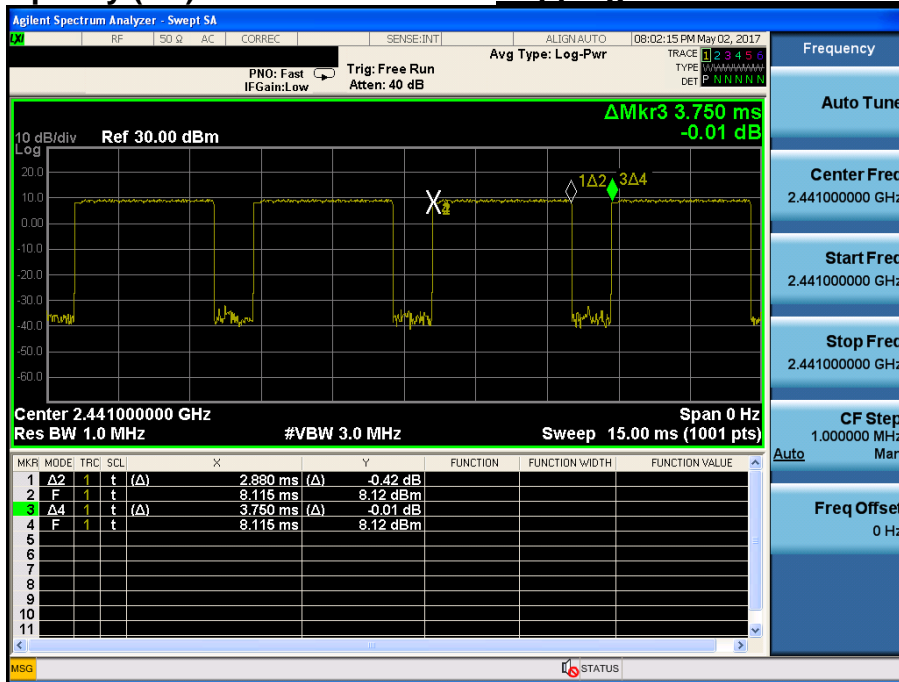 Agilent Spectrum Analyzer - Swept SA
LXI RF 50 Ω AC CORREC SENSE:INT ALIGN AUTO 08:02:15 PM May 02, 2017
Avg Type: Log-Pwr TRACE 1 2 3 4 5 6
PNO: Fast Trig: Free Run TYPE WWWWWW
IFGain:Low Atten: 40 dB DET P N N N N N
ΔMkr3 3.750 ms
-0.01 dB
10 dB/div Ref 30.00 dBm
Log
20.0
10.0
0.00
-10.0
-20.0
-30.0
-40.0
-50.0
-60.0
1Δ2 3Δ4
X
Center 2.441000000 GHz Span 0 Hz
Res BW 1.0 MHz #VBW 3.0 MHz Sweep 15.00 ms (1001 pts)
MKR MODE TRC SCL X Y FUNCTION FUNCTION WIDTH FUNCTION VALUE
1 Δ2 1 t (Δ) 2.880 ms (Δ) -0.42 dB
2 F 1 t 8.115 ms 8.12 dBm
3 Δ4 1 t (Δ) 3.750 ms (Δ) -0.01 dB
4 F 1 t 8.115 ms 8.12 dBm
5
6
7
8
9
10
11
MSG STATUS
Frequency
Auto Tune
Center Freq
2.441000000 GHz
Start Freq
2.441000000 GHz
Stop Freq
2.441000000 GHz
CF Step
1.000000 MHz
Auto Man
Freq Offset
0 Hz